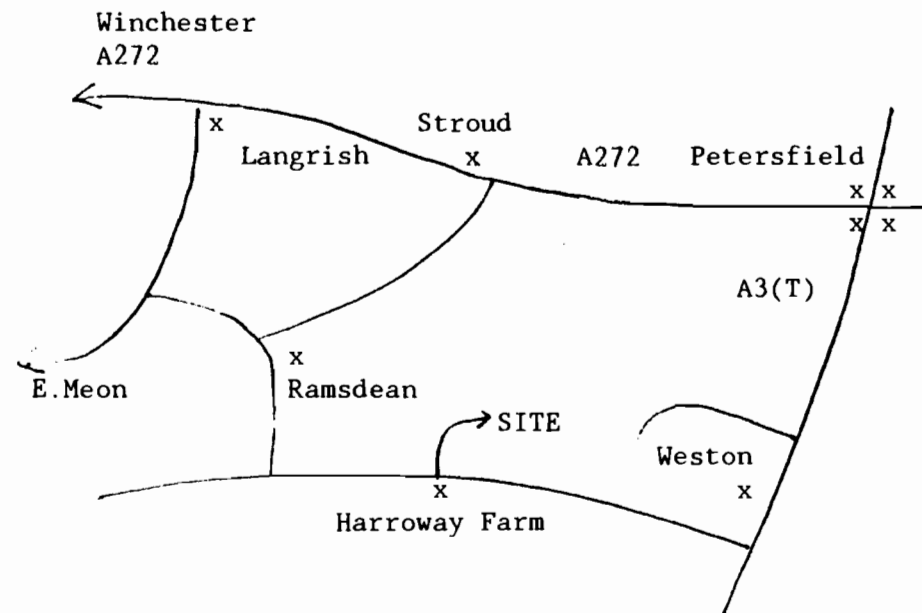 Winchester
A272
Stroud
x
Langrish
x
A272
Petersfield
x x
x x
A3(T)
x
E.Meon
Ramsdean
SITE
Weston
x
x
Harroway Farm